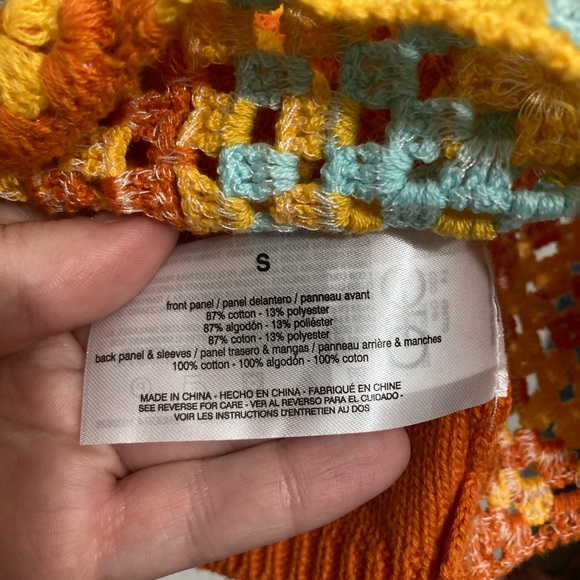 S
front panel / panel delantero / panneau avant
87% cotton - 13% polyester
87% algodón - 13% poliéster
87% coton - 13% polyester
back panel & sleeves / panel trasero & mangas / panneau arrière & manches
100% cotton - 100% algodón - 100% coton
MADE IN CHINA - HECHO EN CHINA - FABRIQUÉ EN CHINE
SEE REVERSE FOR CARE - VER AL REVERSO PARA EL CUIDADO -
VOIR LES INSTRUCTIONS D'ENTRETIEN AU DOS